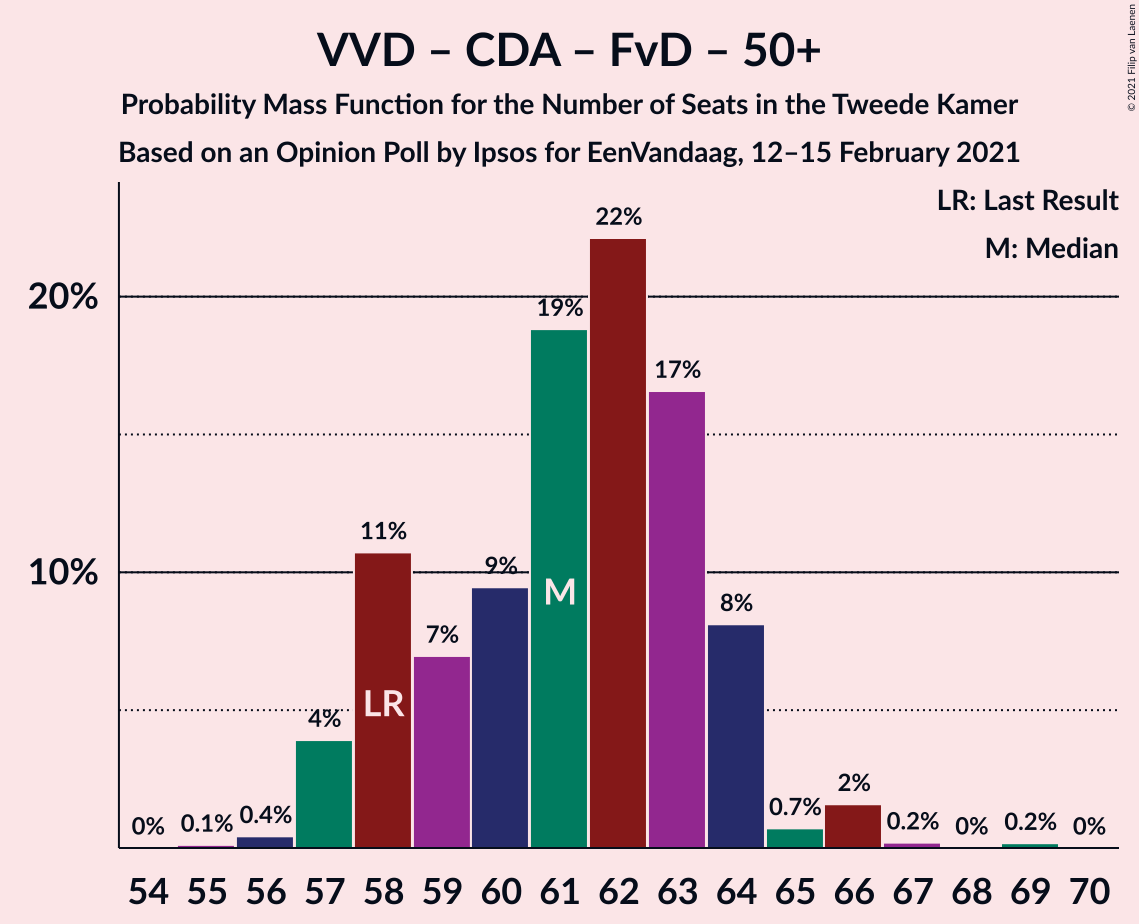 VVD – CDA – FvD – 50+
Probability Mass Function for the Number of Seats in the Tweede Kamer
Based on an Opinion Poll by Ipsos for EenVandaag, 12–15 February 2021
© 2021 Filip van Laenen
LR: Last Result
M: Median
20%
10%
0%
0.1%
0.4%
4%
11%
7%
9%
19%
22%
17%
8%
0.7%
2%
0.2%
0%
0.2%
0%
LR
M
54 55 56 57 58 59 60 61 62 63 64 65 66 67 68 69 70